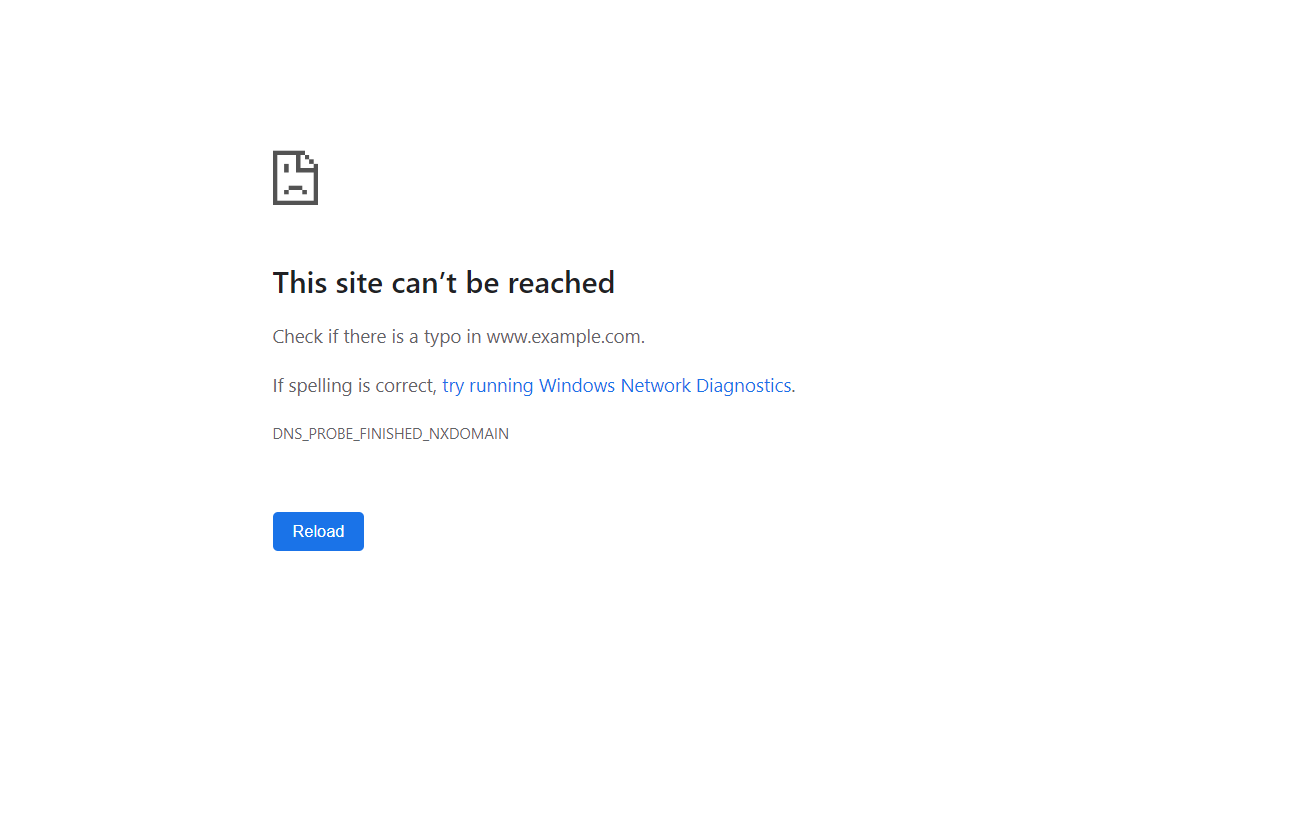 This site can’t be reached
Check if there is a typo in www.example.com.
If spelling is correct, try running Windows Network Diagnostics.
DNS_PROBE_FINISHED_NXDOMAIN
Reload